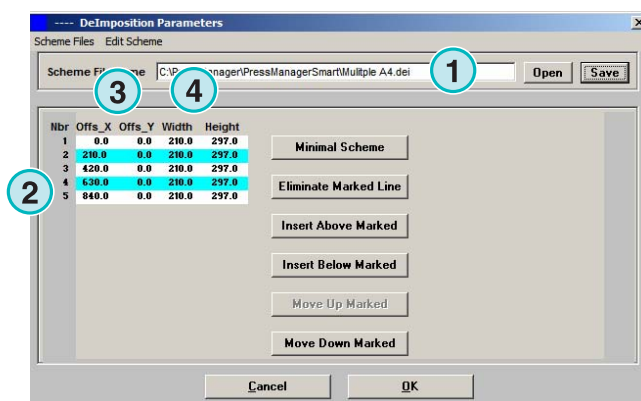 ---- DeImposition Parameters
Scheme Files Edit Scheme
Scheme File C:\P Manager\PressManagerSmart\Mulitple A4.dei Open Save
1
3 4
Nbr Offs_X Offs_Y Width Height
1 0.0 0.0 210.0 297.0
2 210.0 0.0 210.0 297.0
3 420.0 0.0 210.0 297.0
4 630.0 0.0 210.0 297.0
5 840.0 0.0 210.0 297.0
2
Minimal Scheme
Eliminate Marked Line
Insert Above Marked
Insert Below Marked
Move Up Marked
Move Down Marked
Cancel OK